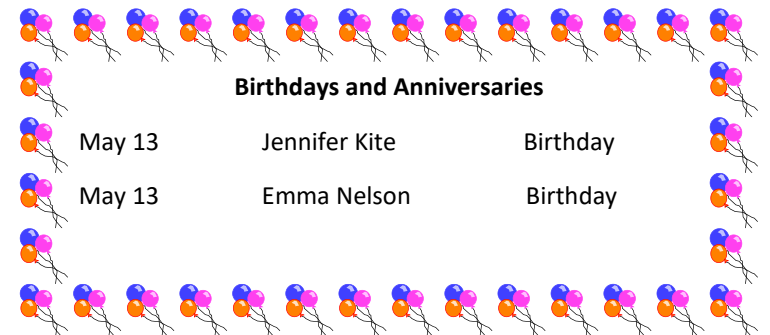 Birthdays and Anniversaries
May 13 Jennifer Kite Birthday
May 13 Emma Nelson Birthday